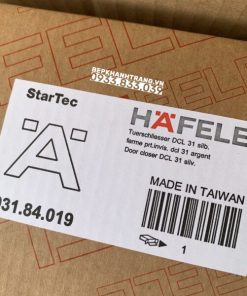 BEPKHANHTRANG.VN
0933.833.039
StarTec
HÄFELE
Tuerschliesser DCL 31 silb.
ferme prt.invis. dcl 31 argent
Door closer DCL 31 silv.
MADE IN TAIWAN
931.84.019
1